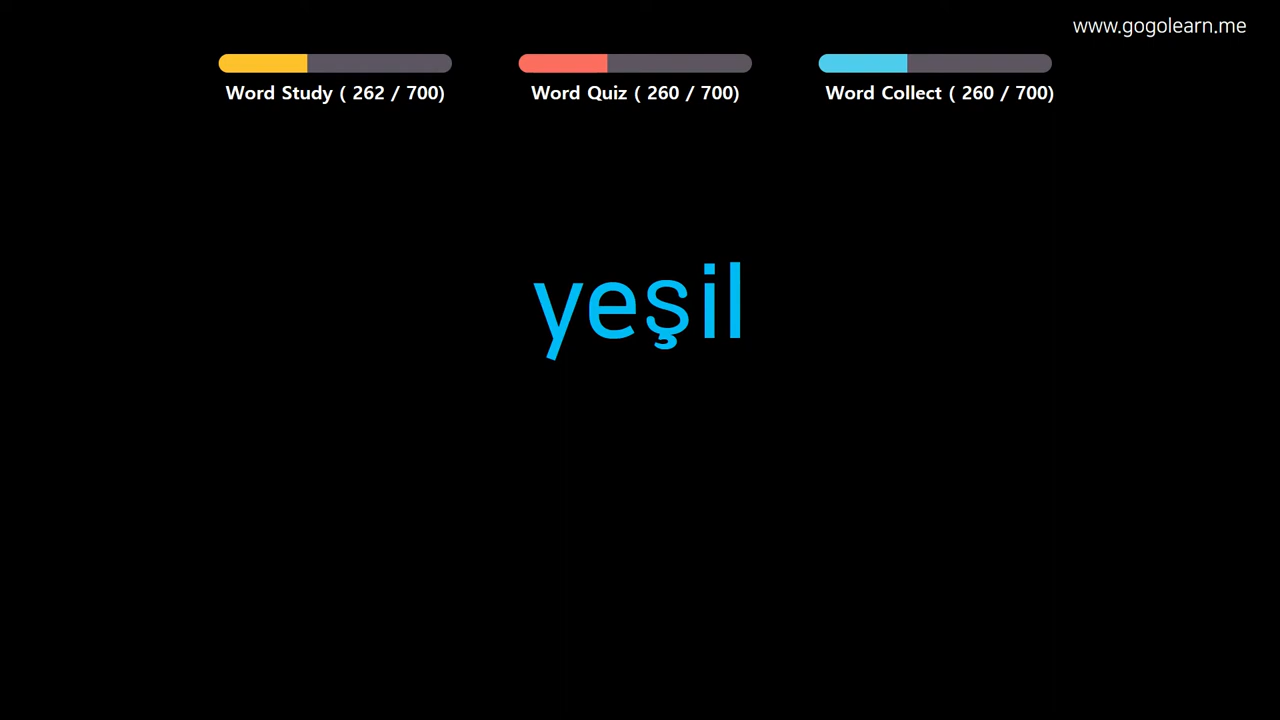 www.gogolearn.me
Word Study ( 262 / 700)
Word Quiz ( 260 / 700)
Word Collect ( 260 / 700)
yeşil